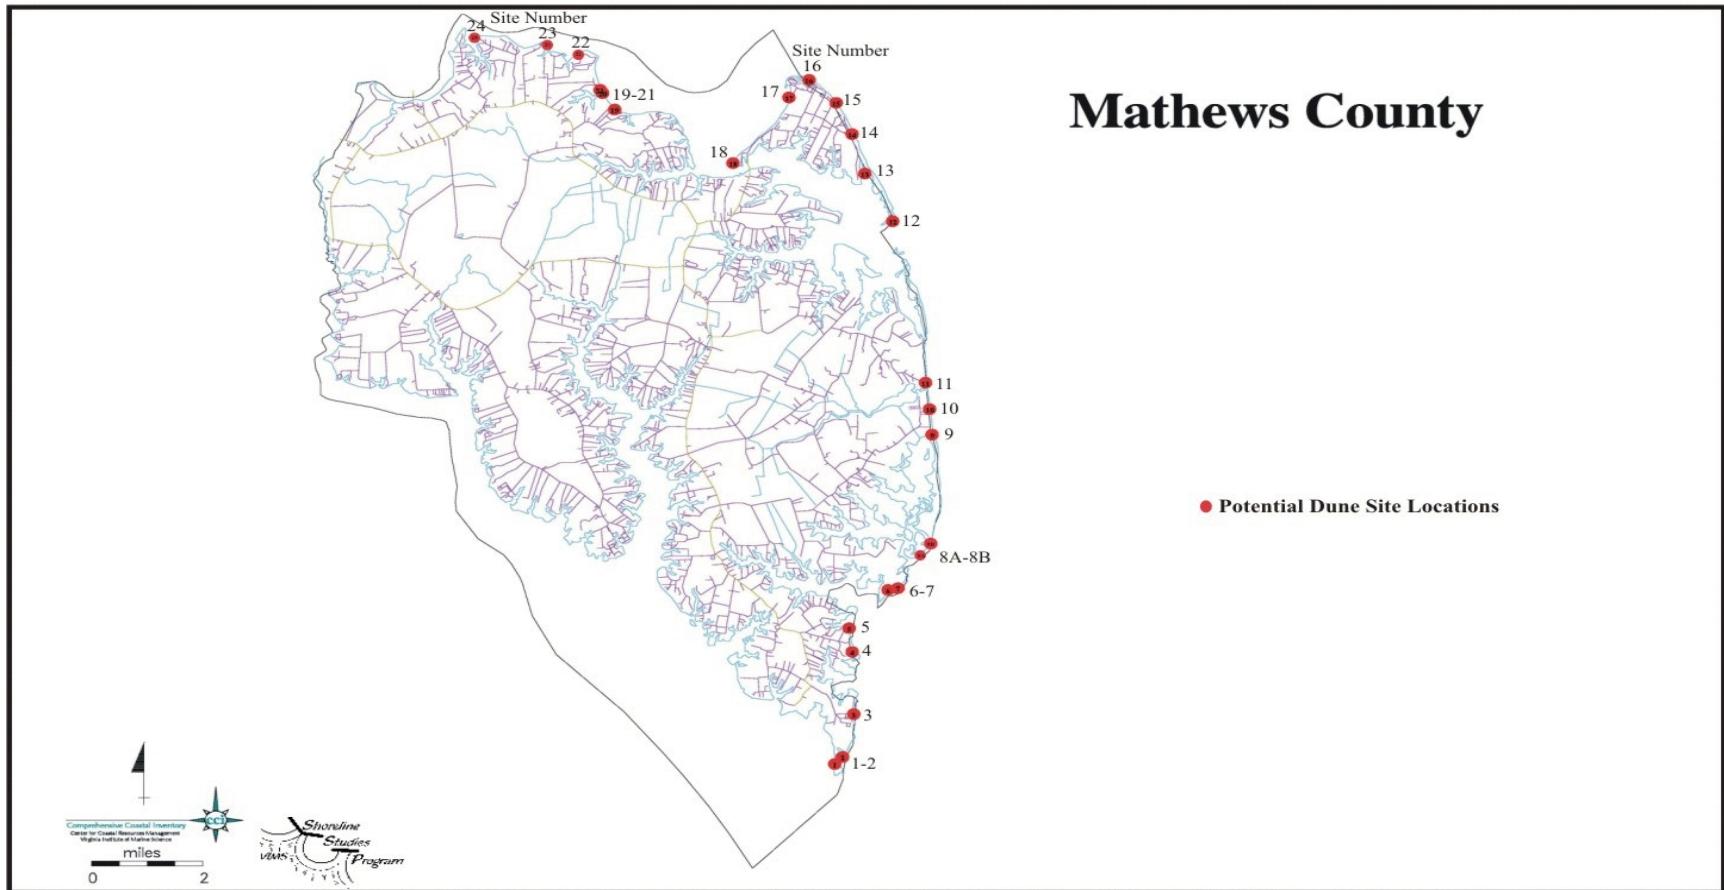 Site Number
24
23
22
19-21
Site Number
16
17
15
14
18
13
12
Mathews County
11
10
9
Potential Dune Site Locations
8A-8B
6-7
5
4
3
1-2
Comprehensive Coastal Inventory
Center for Coastal Resources Management
Virginia Institute of Marine Science
cci
miles
0 2
Shoreline
Studies
Program
VIMS